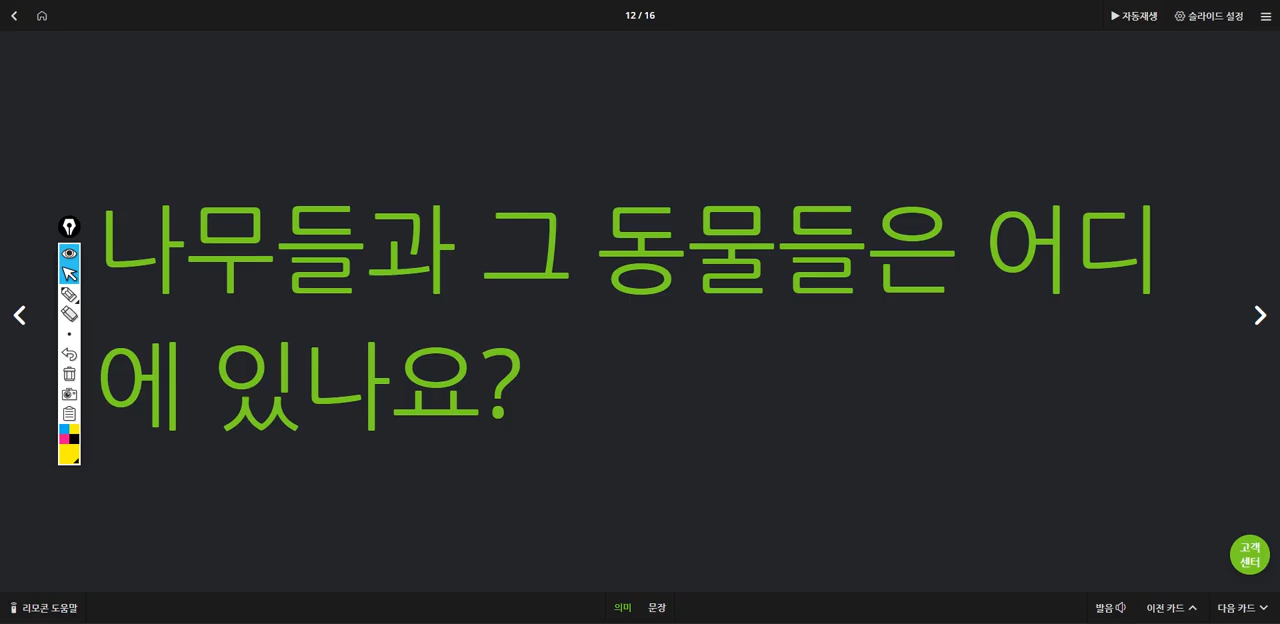 12 / 16
자동재생
슬라이드 설정
나무들과 그 동물들은 어디
에 있나요?
고객
센터
리모콘 도움말
의미
문장
발음
이전 카드
다음 카드